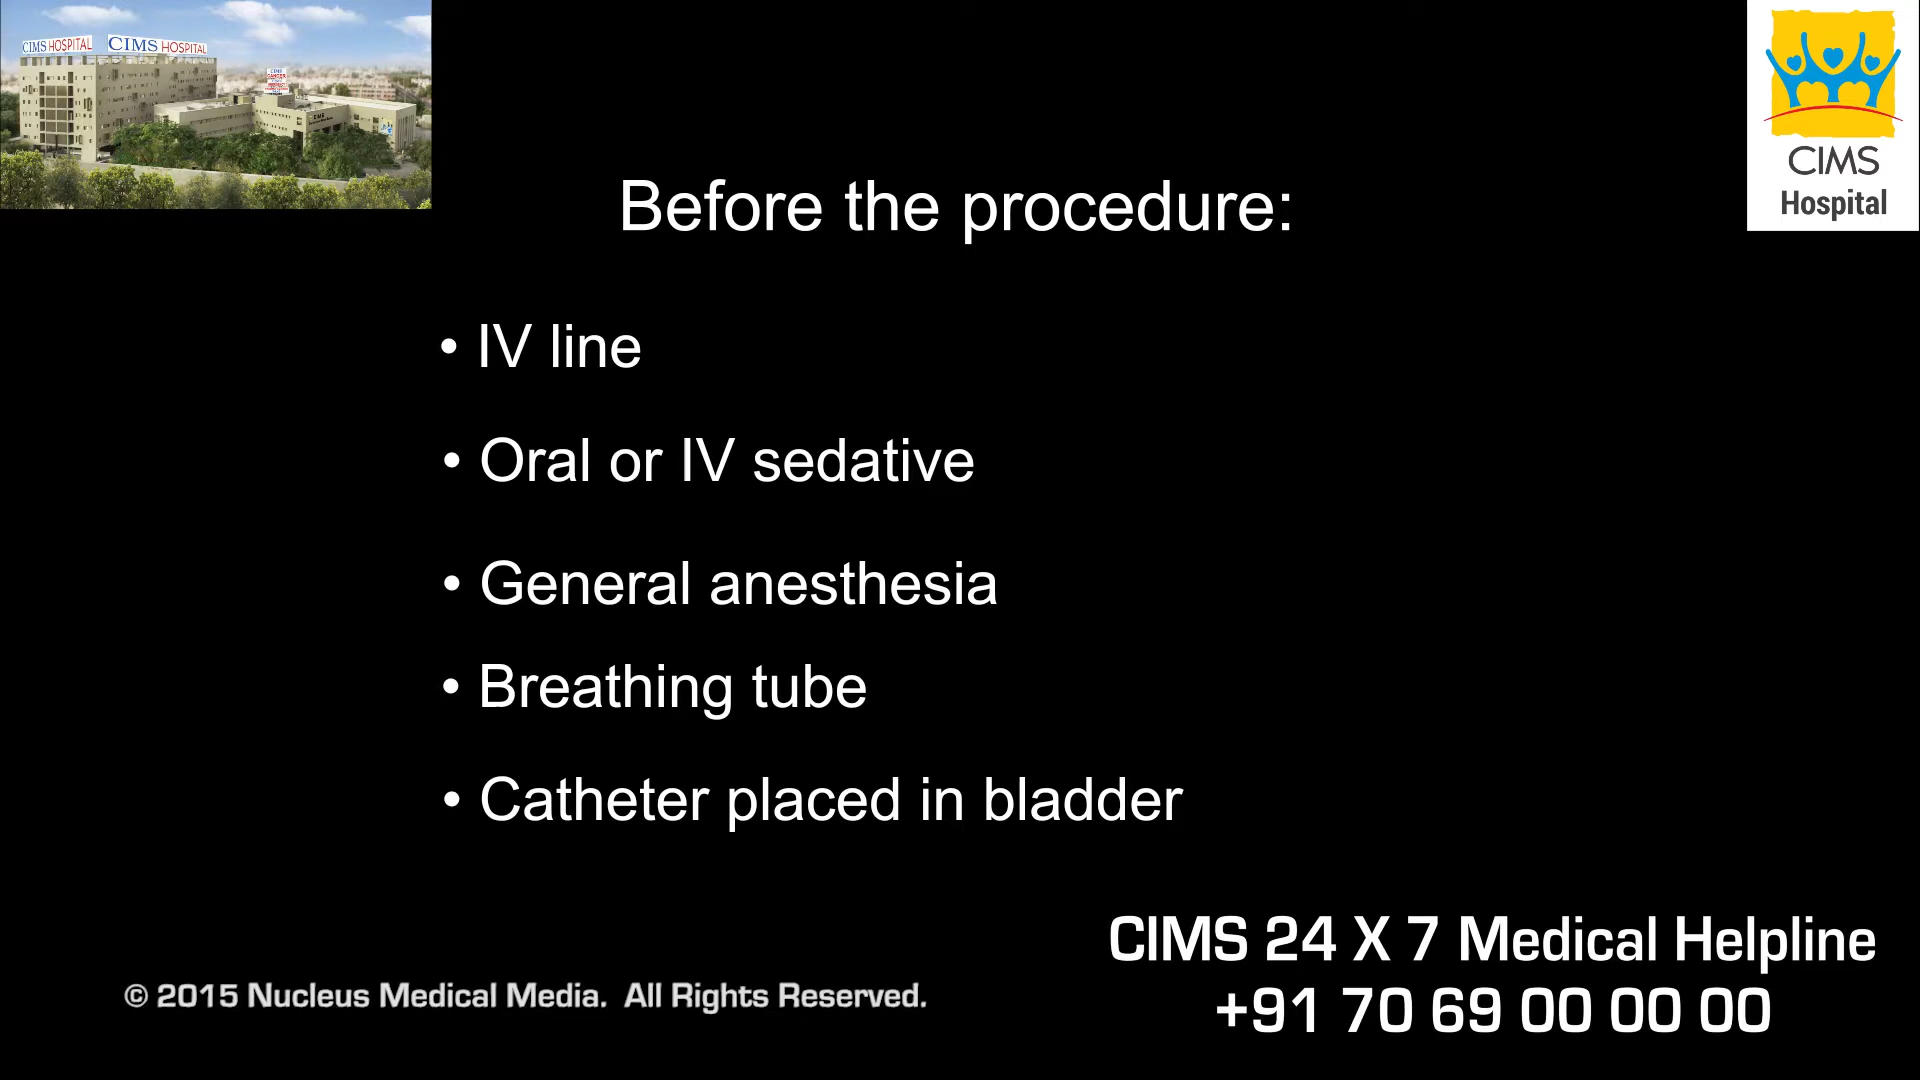 CIMS HOSPITAL CIMS HOSPITAL
CIMS
Hospital
Before the procedure:
• IV line
• Oral or IV sedative
• General anesthesia
• Breathing tube
• Catheter placed in bladder
CIMS 24 X 7 Medical Helpline
+91 70 69 00 00 00
© 2015 Nucleus Medical Media. All Rights Reserved.